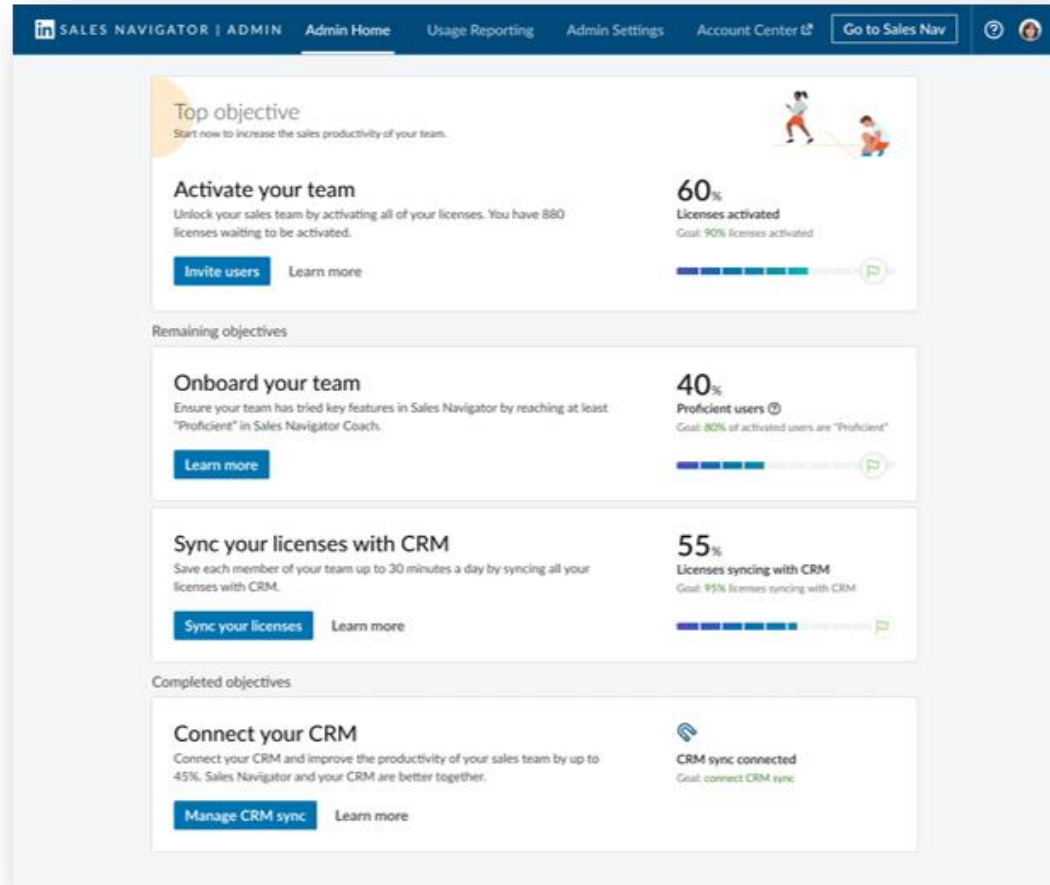 in SALES NAVIGATOR | ADMIN Admin Home Usage Reporting Admin Settings Account Center Go to Sales Nav
Top objective
Start now to increase the sales productivity of your team.
Activate your team
Unlock your sales team by activating all of your licenses. You have 880
licenses waiting to be activated.
Invite users Learn more
60%
Licenses activated
Goal: 90% licenses activated
Remaining objectives
Onboard your team
Ensure your team has tried key features in Sales Navigator by reaching at least
"Proficient" in Sales Navigator Coach.
Learn more
40%
Proficient users
Goal: 80% of activated users are "Proficient"
Sync your licenses with CRM
Save each member of your team up to 30 minutes a day by syncing all your
licenses with CRM.
Sync your licenses Learn more
55%
Licenses syncing with CRM
Goal: 95% licenses syncing with CRM
Completed objectives
Connect your CRM
Connect your CRM and improve the productivity of your sales team by up to
45%. Sales Navigator and your CRM are better together.
Manage CRM sync Learn more
CRM sync connected
Goal: connect CRM sync